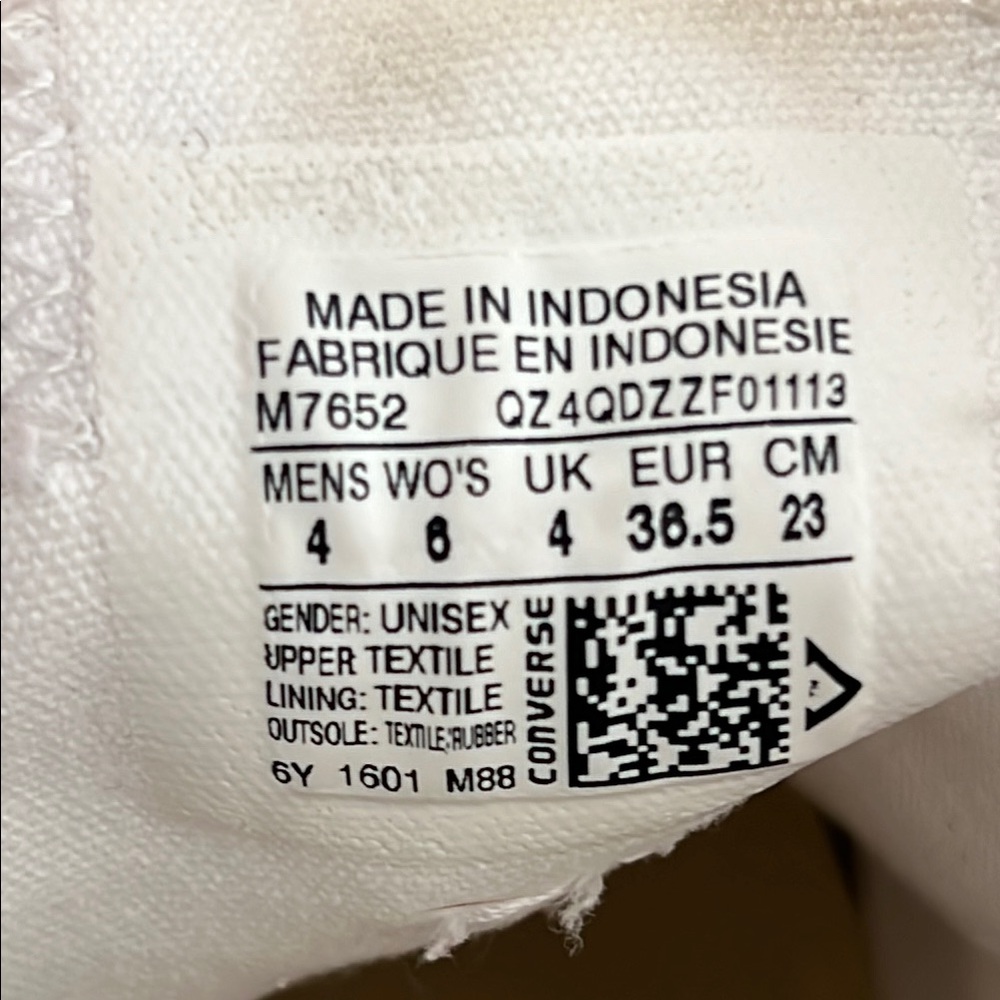 MADE IN INDONESIA
FABRIQUE EN INDONESIE
M7652 QZ4QDZZF01113
MENS WO'S UK EUR CM
4 6 4 36.5 23
GENDER: UNISEX
UPPER TEXTILE
LINING: TEXTILE
OUTSOLE: TEXTILE/RUBBER
6Y 1601 M88
CONVERSE